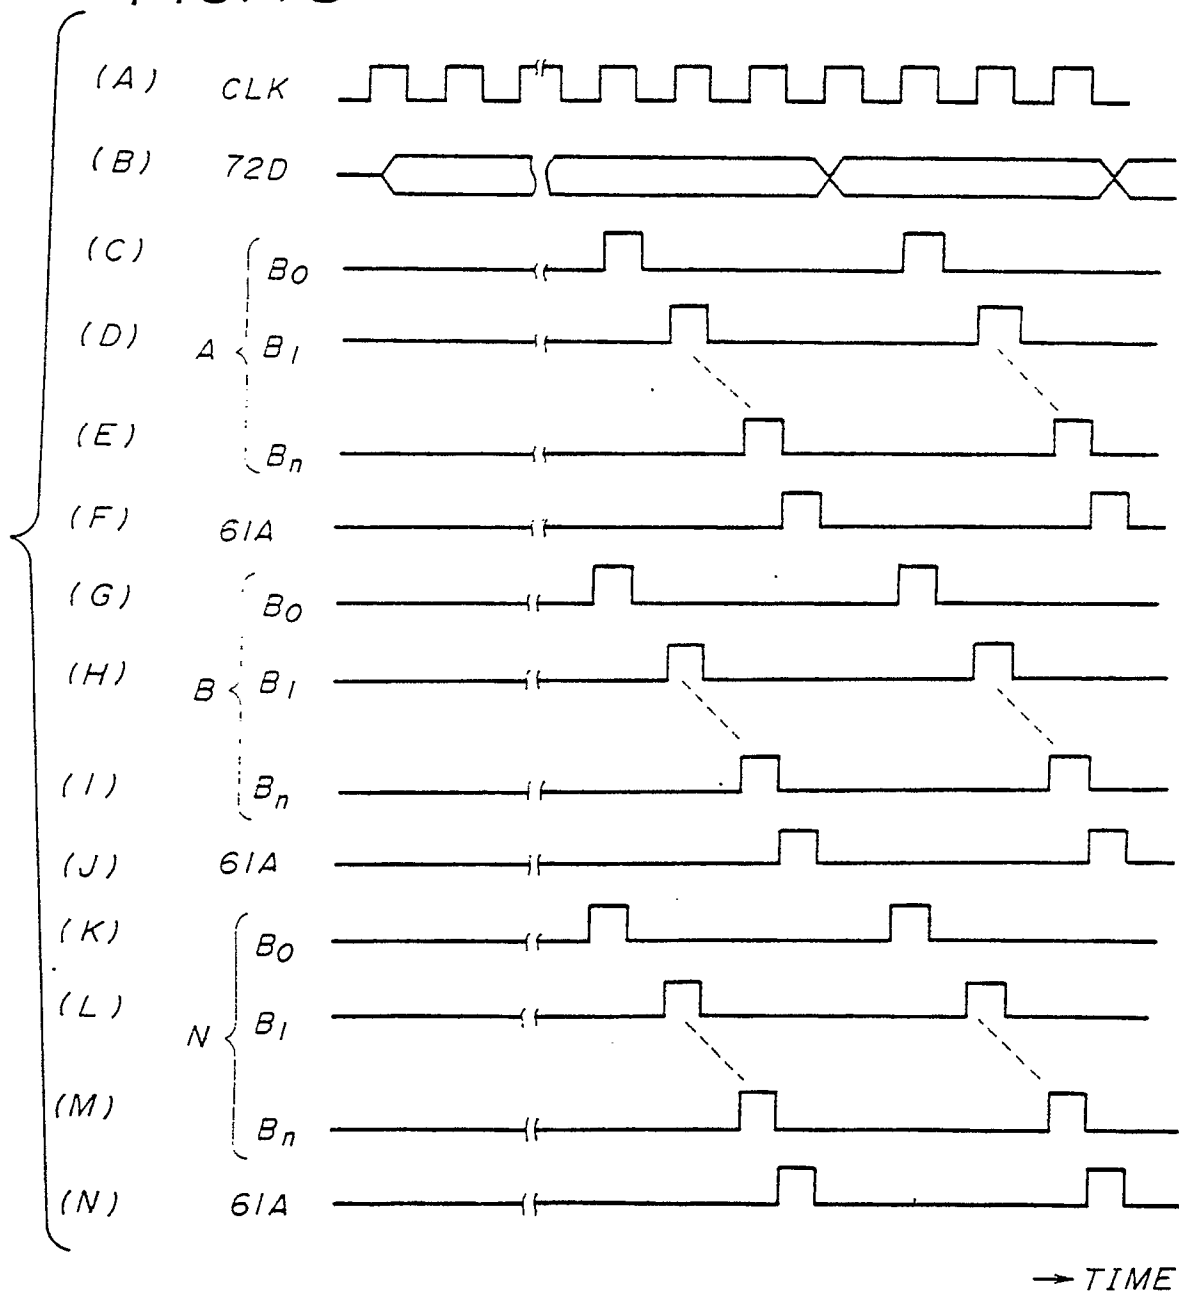 (A) CLK
(B) 72D
(C) B0
(D) A B1
(E) Bn
(F) 61A
(G) B0
(H) B B1
(I) Bn
(J) 61A
(K) B0
(L) N B1
(M) Bn
(N) 61A
→ TIME